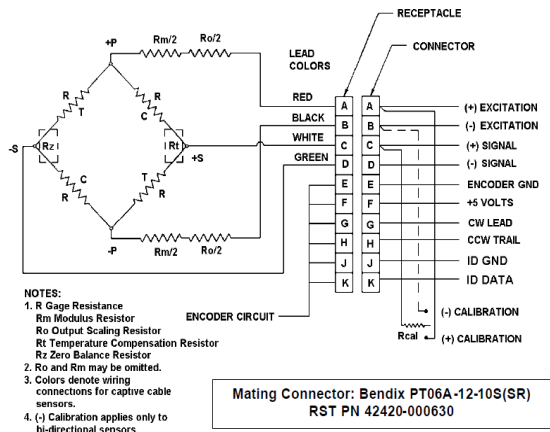 RECEPTACLE
CONNECTOR
+P Rm/2 Ro/2
LEAD
COLORS
RED A A (+) EXCITATION
BLACK B B (-) EXCITATION
WHITE C C (+) SIGNAL
GREEN D D (-) SIGNAL
E E ENCODER GND
F F +5 VOLTS
G G CW LEAD
H H CCW TRAIL
J J ID GND
K K ID DATA
R T R C
-S Rz Rt +S
C R T R
-P Rm/2 Ro/2
ENCODER CIRCUIT
(-) CALIBRATION
Rcal (+) CALIBRATION
NOTES:
1. R Gage Resistance
Rm Modulus Resistor
Ro Output Scaling Resistor
Rt Temperature Compensation Resistor
Rz Zero Balance Resistor
2. Ro and Rm may be omitted.
3. Colors denote wiring
connections for captive cable
sensors.
4. (-) Calibration applies only to
bi-directional sensors
Mating Connector: Bendix PT06A-12-10S(SR)
RST PN 42420-000630